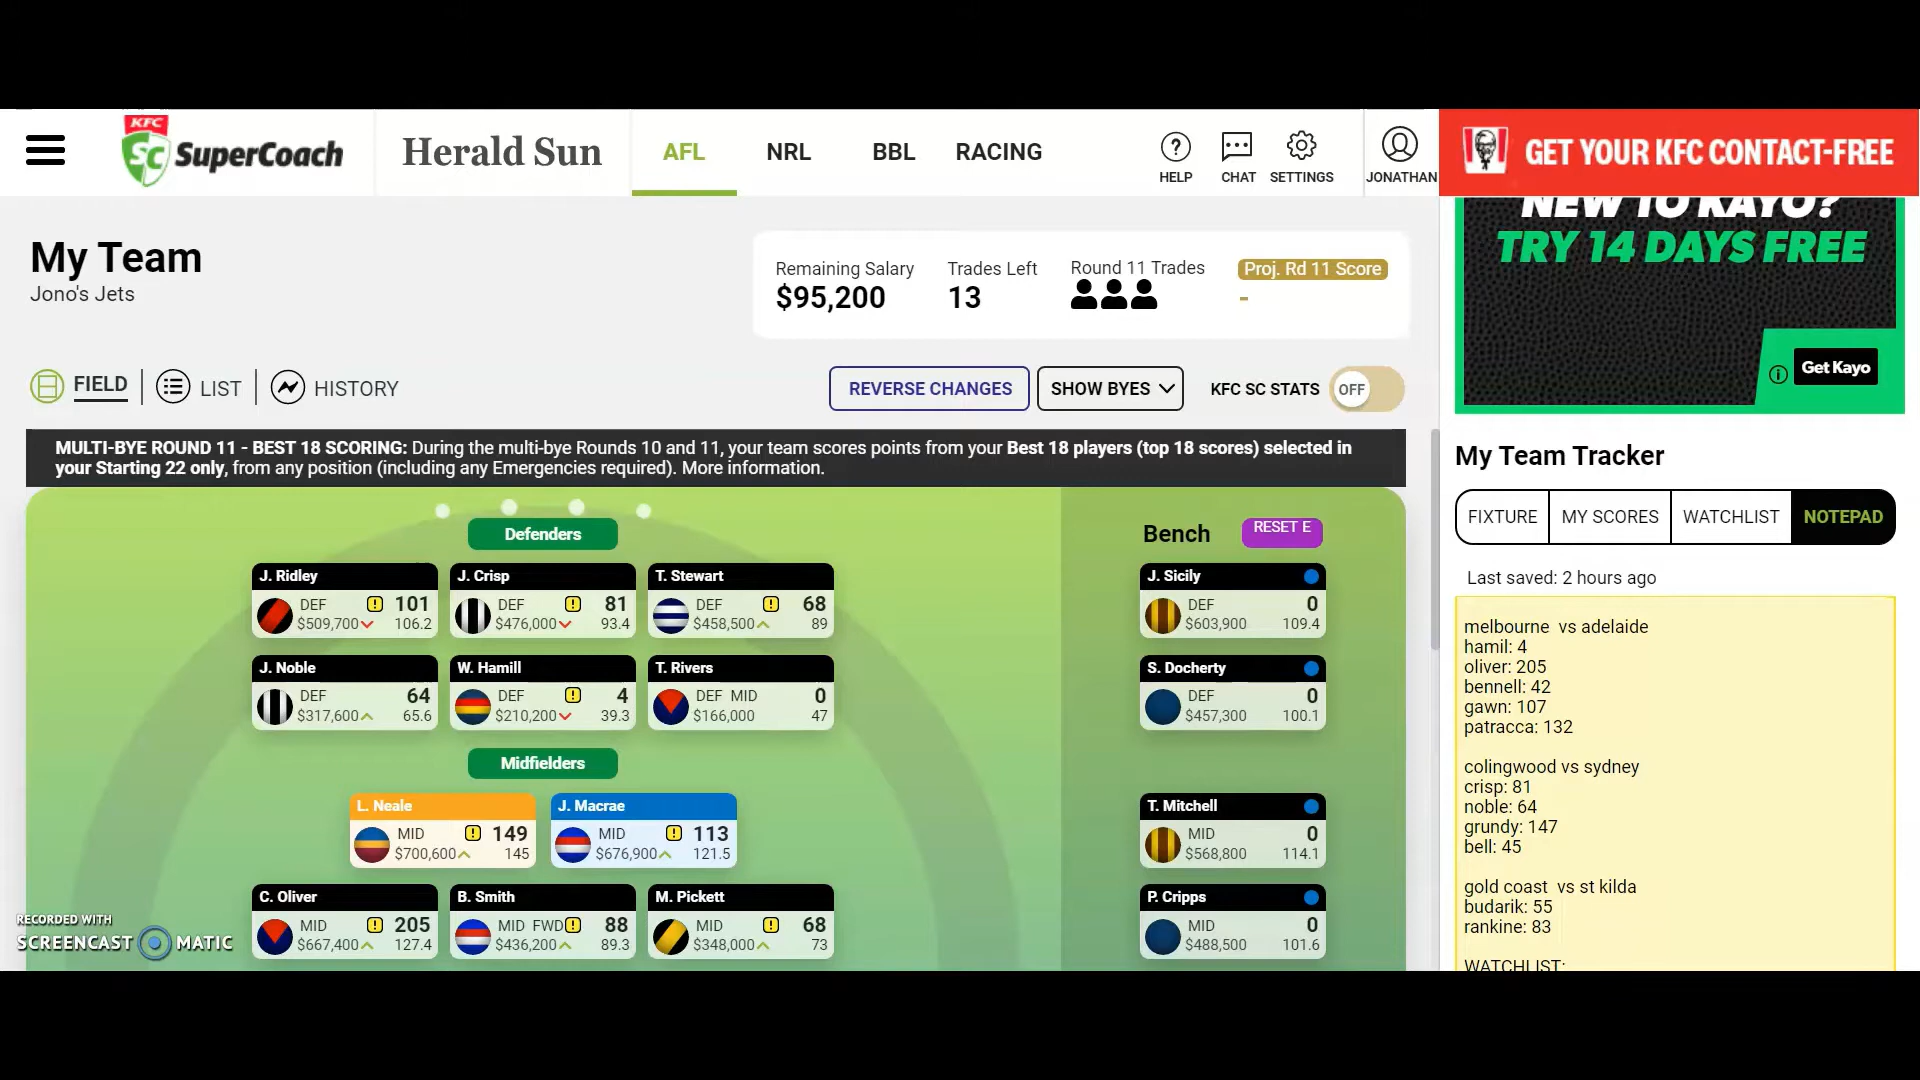 KFC
SC SuperCoach
Herald Sun
AFL
NRL
BBL
RACING
HELP
CHAT
SETTINGS
JONATHAN
GET YOUR KFC CONTACT-FREE
NEW TO KAYO?
TRY 14 DAYS FREE
Get Kayo
My Team
Jono's Jets
Remaining Salary
$95,200
Trades Left
13
Round 11 Trades
Proj. Rd 11 Score
-
FIELD
LIST
HISTORY
REVERSE CHANGES
SHOW BYES
KFC SC STATS
OFF
MULTI-BYE ROUND 11 - BEST 18 SCORING: During the multi-bye Rounds 10 and 11, your team scores points from your Best 18 players (top 18 scores) selected in
your Starting 22 only, from any position (including any Emergencies required). More information.
Defenders
J. Ridley
DEF ! 101
$509,700 106.2
J. Crisp
DEF ! 81
$476,000 93.4
T. Stewart
DEF ! 68
$458,500 89
J. Noble
DEF 64
$317,600 65.6
W. Hamill
DEF ! 4
$210,200 39.3
T. Rivers
DEF MID 0
$166,000 47
Midfielders
L. Neale
MID ! 149
$700,600 145
J. Macrae
MID ! 113
$676,900 121.5
C. Oliver
MID ! 205
$667,400 127.4
B. Smith
MID FWD ! 88
$436,200 89.3
M. Pickett
MID ! 68
$348,000 73
Bench
RESET E
J. Sicily
DEF 0
$603,900 109.4
S. Docherty
DEF 0
$457,300 100.1
T. Mitchell
MID 0
$568,800 114.1
P. Cripps
MID 0
$488,500 101.6
My Team Tracker
FIXTURE
MY SCORES
WATCHLIST
NOTEPAD
Last saved: 2 hours ago
melbourne vs adelaide
hamil: 4
oliver: 205
bennell: 42
gawn: 107
patracca: 132
colingwood vs sydney
crisp: 81
noble: 64
grundy: 147
bell: 45
gold coast vs st kilda
budarik: 55
rankine: 83
WATCHLIST:
RECORDED WITH
SCREENCAST MATIC